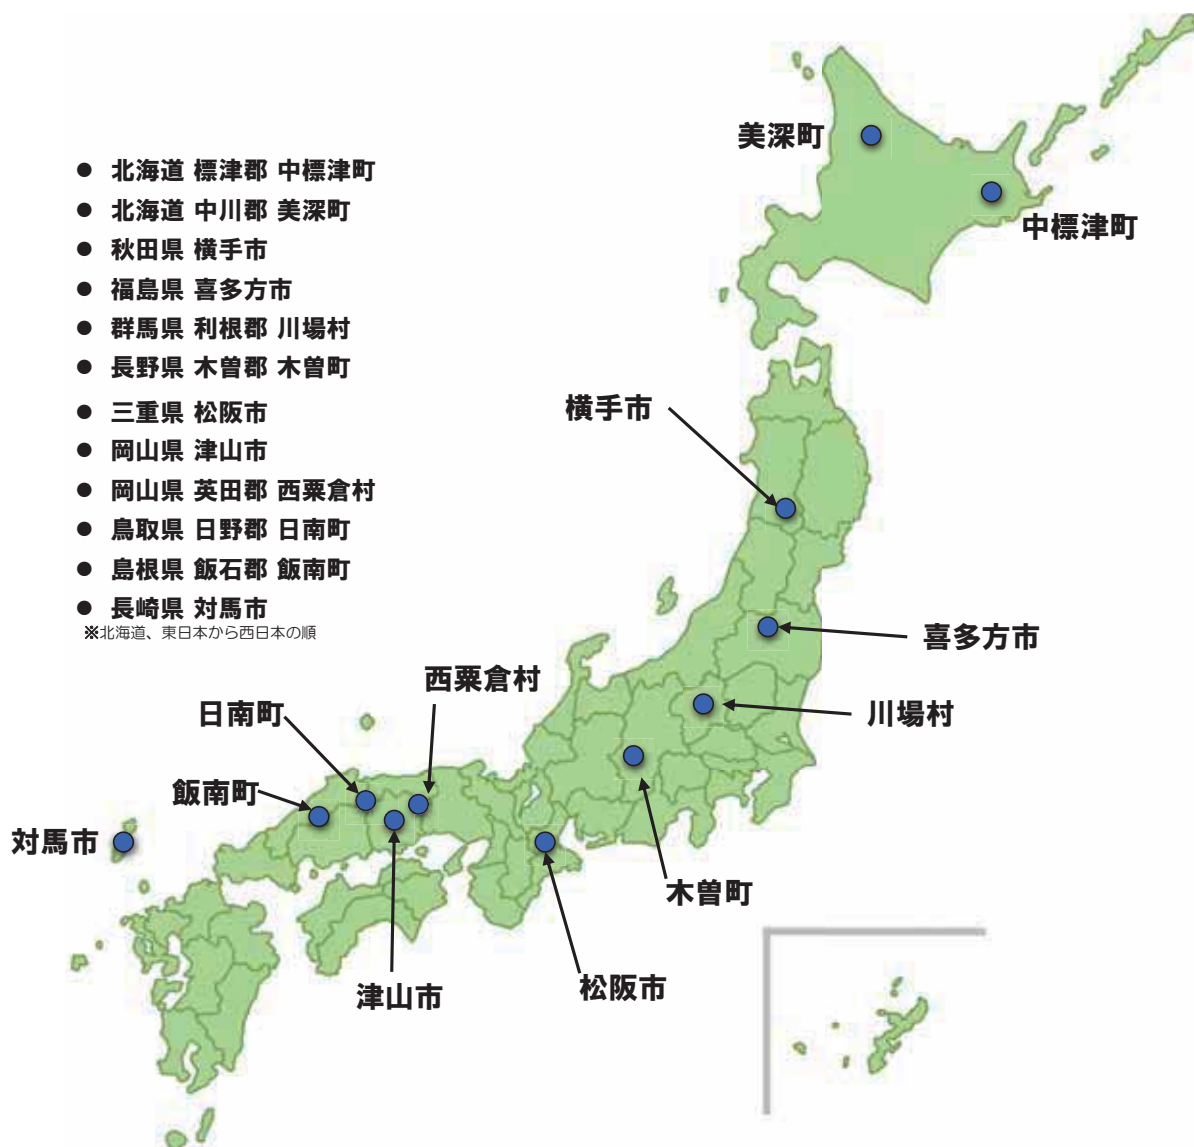 ● 北海道 標津郡 中標津町
● 北海道 中川郡 美深町
● 秋田県 横手市
● 福島県 喜多方市
● 群馬県 利根郡 川場村
● 長野県 木曽郡 木曽町
● 三重県 松阪市
● 岡山県 津山市
● 岡山県 英田郡 西粟倉村
● 鳥取県 日野郡 日南町
● 島根県 飯石郡 飯南町
● 長崎県 対馬市
※北海道、東日本から西日本の順
美深町
中標津町
横手市
喜多方市
川場村
西粟倉村
日南町
飯南町
対馬市
木曽町
松阪市
津山市